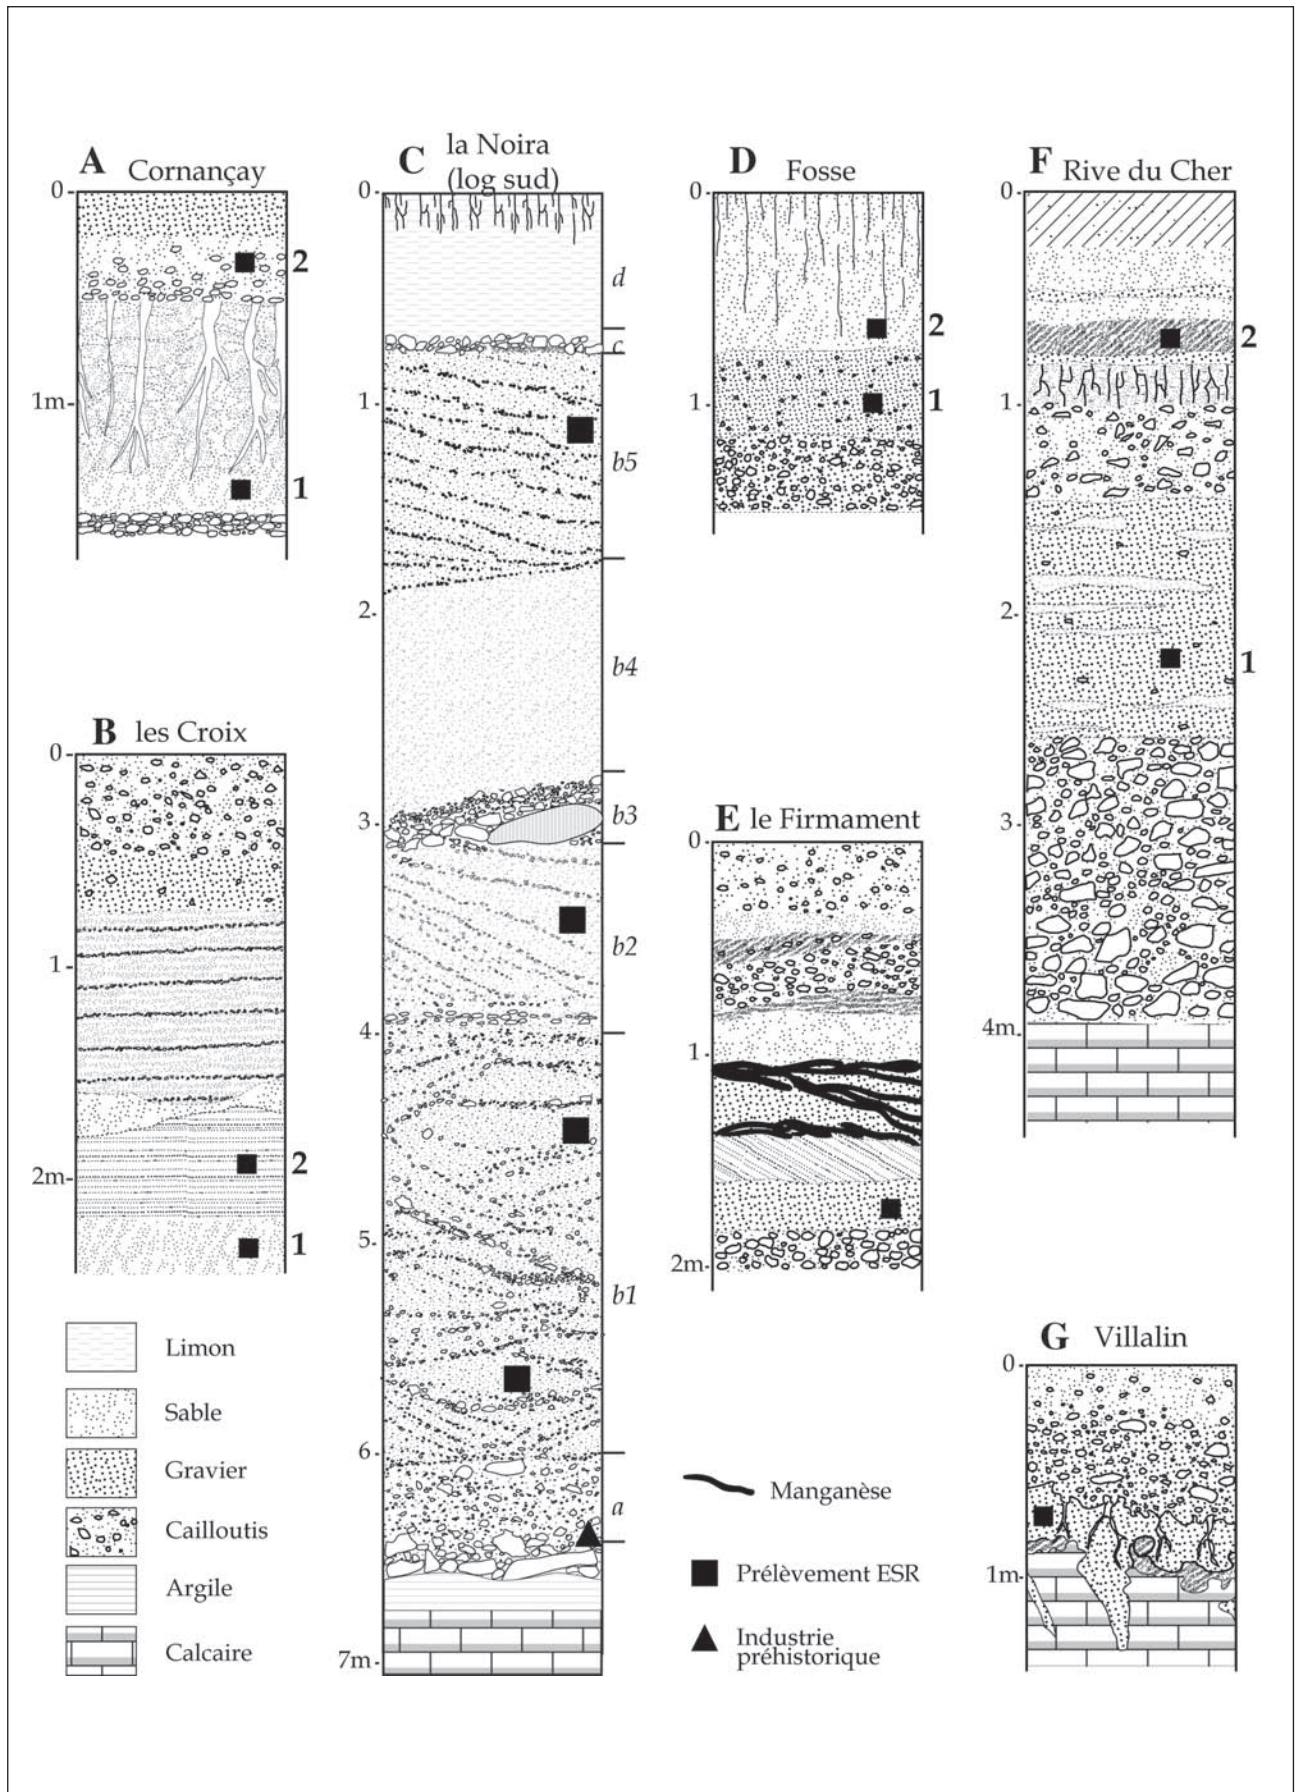 A Cornançay
0
1m
2
1
B les Croix
0
1
2m
2
1
C la Noira
(log sud)
0
1
2
3
4
5
6
7m
d
c
b5
b4
b3
b2
b1
a
D Fosse
0
1
2
1
E le Firmament
0
1
2m
F Rive du Cher
0
1
2
3
4m
2
1
G Villalin
0
1m
Limon
Sable
Gravier
Cailloutis
Argile
Calcaire
Manganèse
Prélèvement ESR
Industrie
préhistorique